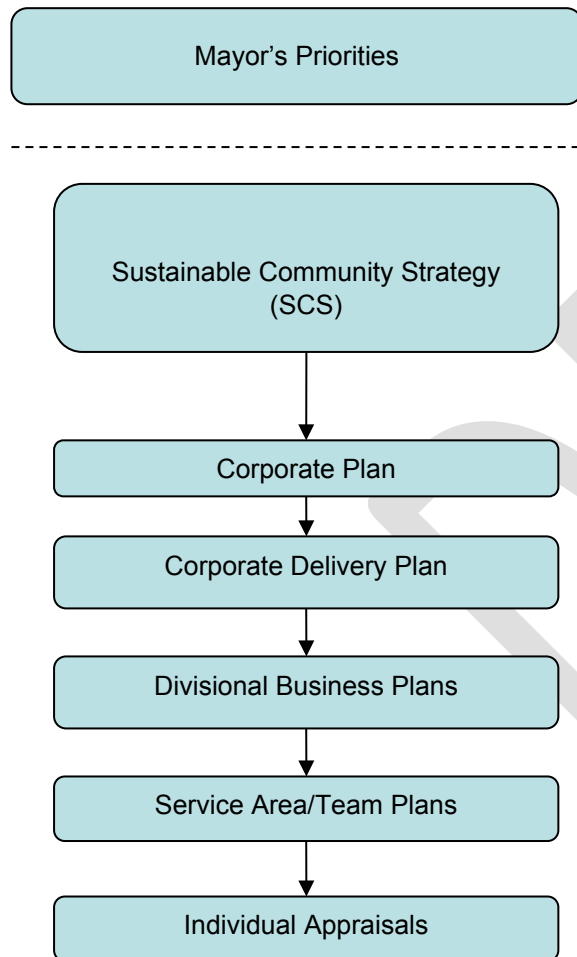 Mayor’s Priorities
Sustainable Community Strategy
(SCS)
Corporate Plan
Corporate Delivery Plan
Divisional Business Plans
Service Area/Team Plans
Individual Appraisals